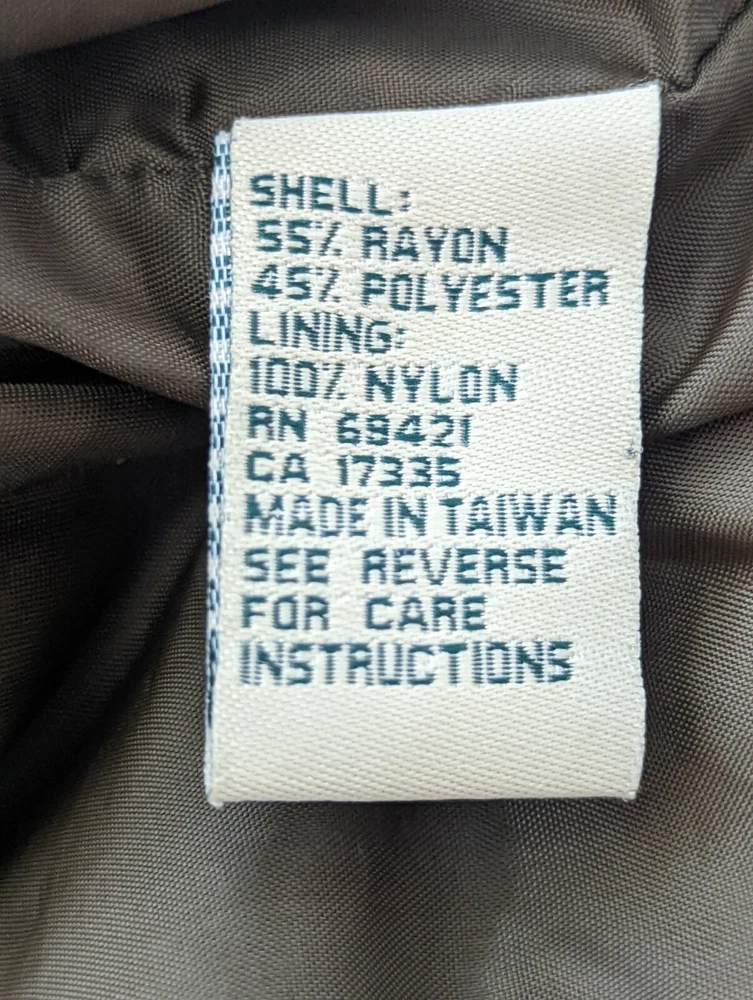 SHELL:
55% RAYON
45% POLYESTER
LINING:
100% NYLON
RN 69421
CA 17335
MADE IN TAIWAN
SEE REVERSE
FOR CARE
INSTRUCTIONS